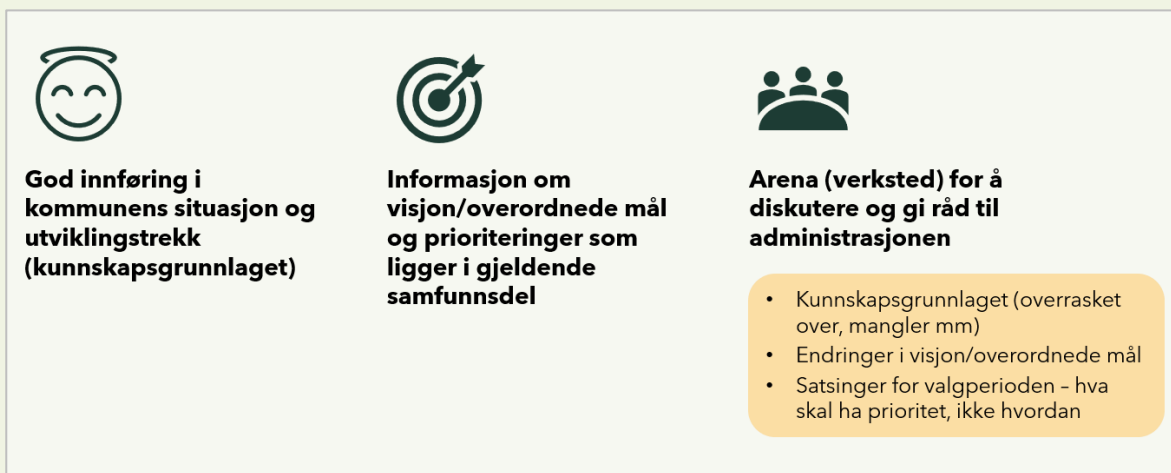 God innføring i
kommunens situasjon og
utviklingstrekk
(kunnskapsgrunnlaget)
Informasjon om
visjon/overordnede mål
og prioriteringer som
ligger i gjeldende
samfunnsdel
Arena (verksted) for å
diskutere og gi råd til
administrasjonen
• Kunnskapsgrunnlaget (overrasket
over, mangler mm)
• Endringer i visjon/overordnede mål
• Satsinger for valgperioden – hva
skal ha prioritet, ikke hvordan